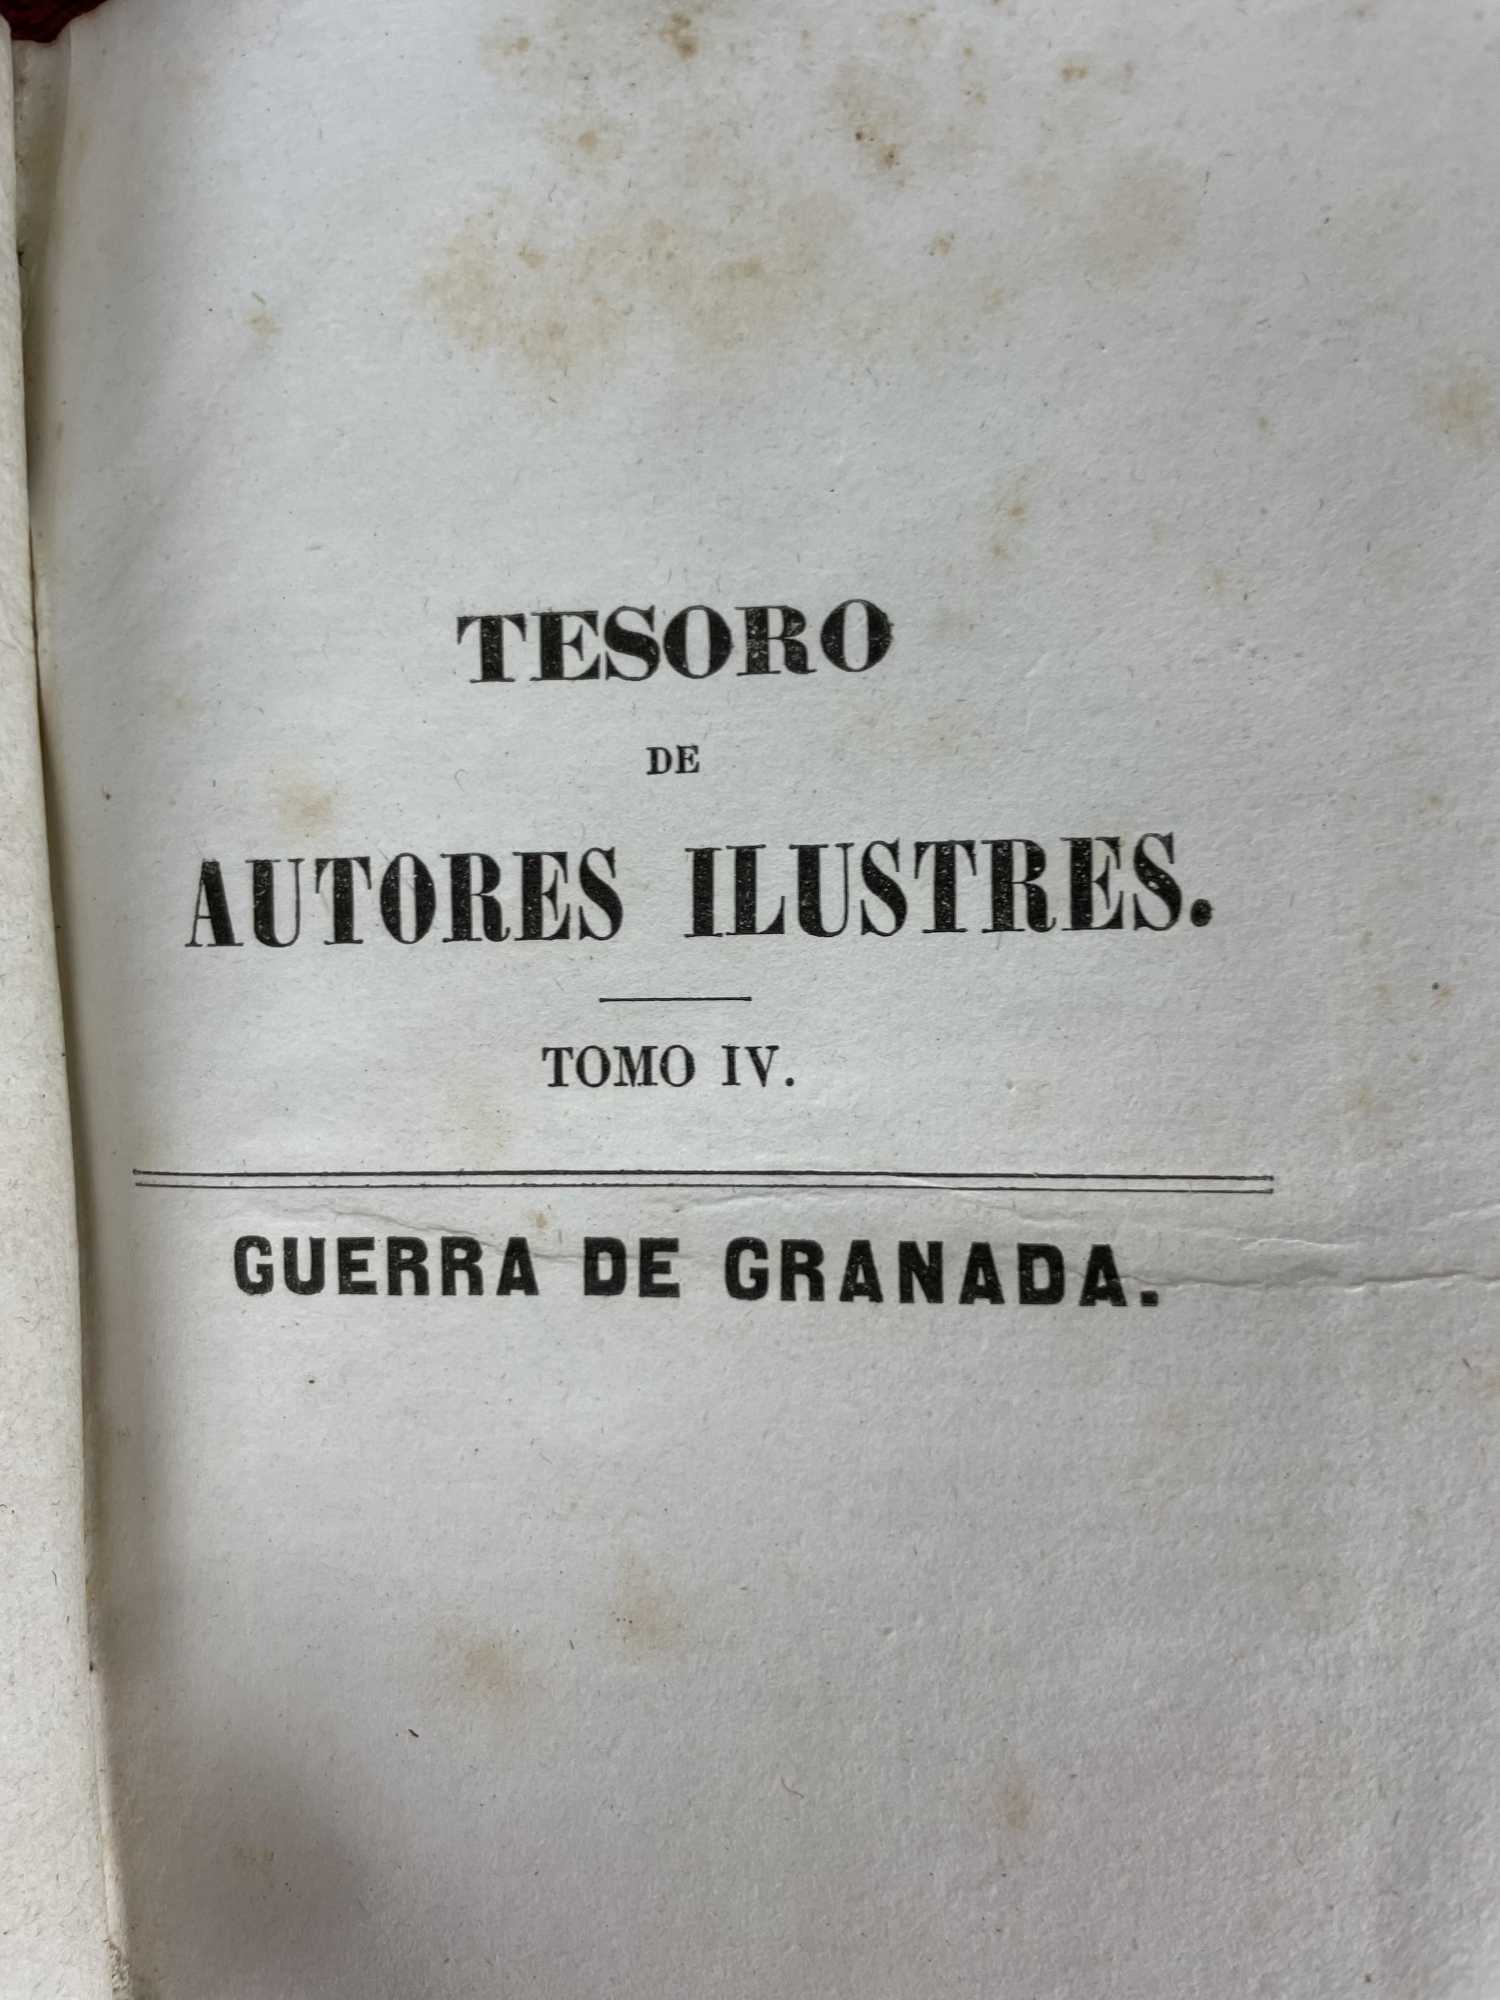 TESORO
DE
AUTORES ILUSTRES.
TOMO IV.
GUERRA DE GRANADA.